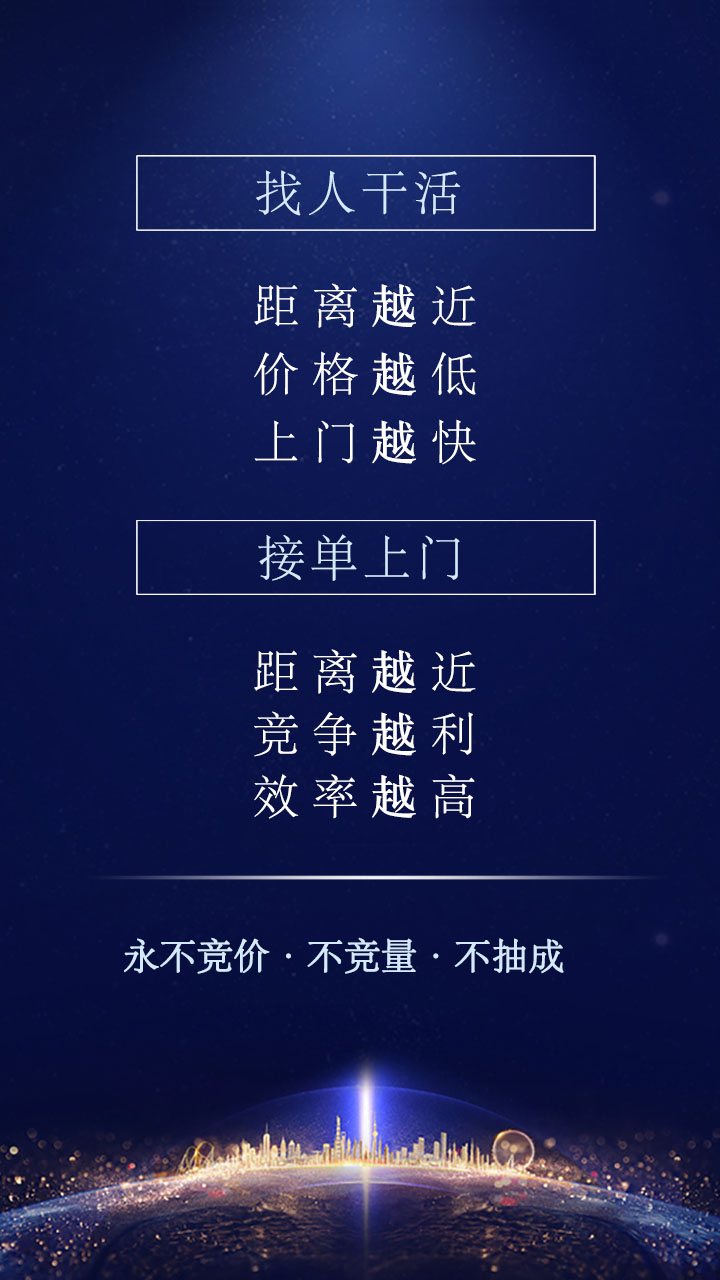 找人干活
距离越近
价格越低
上门越快
接单上门
距离越近
竞争越利
效率越高
永不竞价·不竞量·不抽成